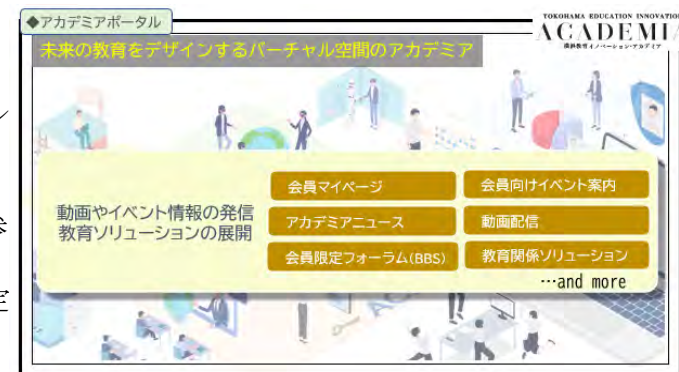 ◆アカデミアポータル
YOKOHAMA EDUCATION INNOVATION
ACADEMIA
横浜教育イノベーション・アカデミア
未来の教育をデザインするバーチャル空間のアカデミア
動画やイベント情報の発信
教育ソリューションの展開
会員マイページ
会員向けイベント案内
アカデミアニュース
動画配信
会員限定フォーラム(BBS)
教育関係ソリューション
…and more